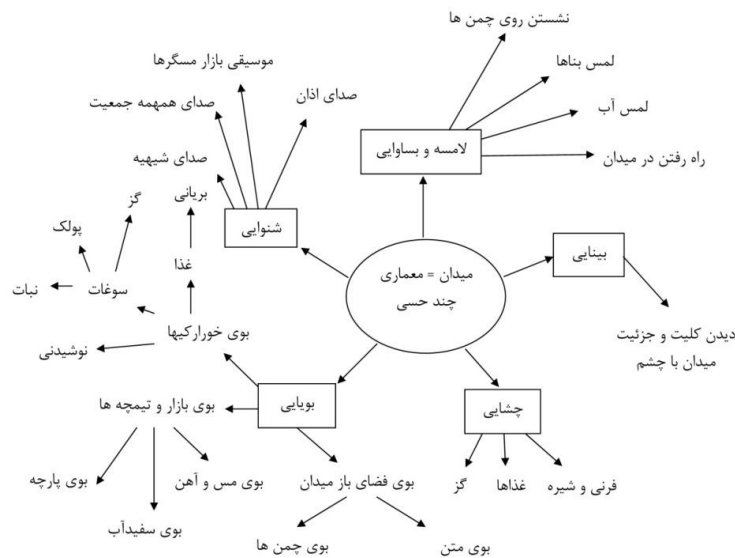 نشستن روی چمن ها
موسیقی بازار مسگرها
لمس بناها
صدای اذان
صدای همهمه جمعیت
لمس آب
لامسه و بساوایی
راه رفتن در میدان
صدای شیهیه
بریانی
گز
شنوایی
پولک
بینایی
غذا
میدان = معماری
چند حسی
سوغات
نبات
بوی خورارکیها
نوشیدنی
دیدن کلیت و جزئیت
میدان با چشم
بویایی
چشایی
بوی بازار و تیمچه ها
بوی پارچه
بوی مس و آهن
بوی فضای باز میدان
گز
غذاها
فرنی و شیره
بوی سفیدآب
بوی چمن ها
بوی متن